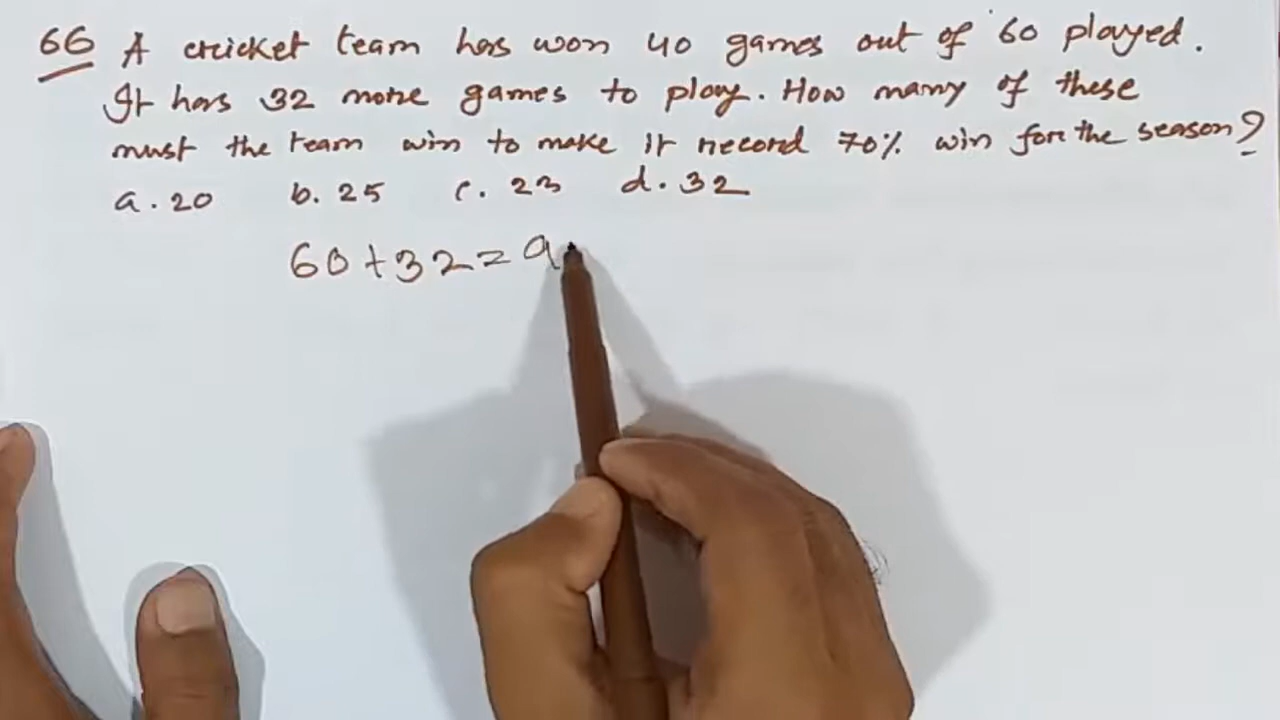 66 A cricket team has won 40 games out of 60 played.
It has 32 more games to play. How many of these
must the team win to make it record 70% win for the season?
a. 20 b. 25 c. 23 d. 32
60+32=9